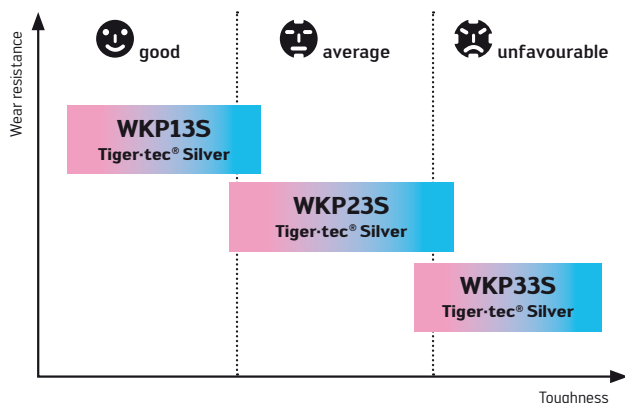 good
average
unfavourable
Wear resistance
WKP13S
Tiger·tec® Silver
WKP23S
Tiger·tec® Silver
WKP33S
Tiger·tec® Silver
Toughness